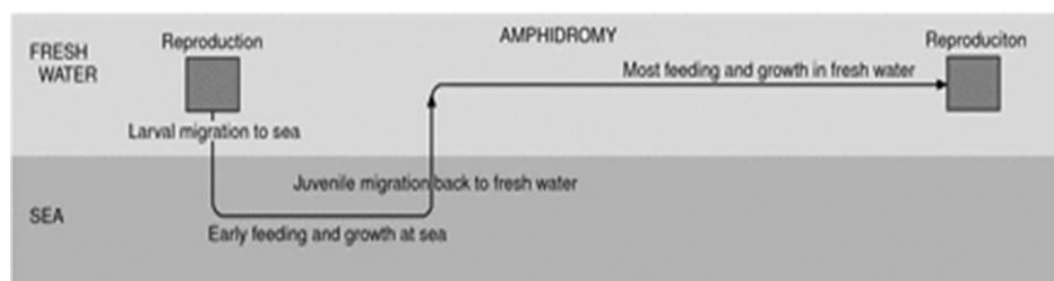 AMPHIDROMY
FRESH
WATER
Reproduction
Reproduciton
Most feeding and growth in fresh water
Larval migration to sea
Juvenile migration back to fresh water
SEA
Early feeding and growth at sea